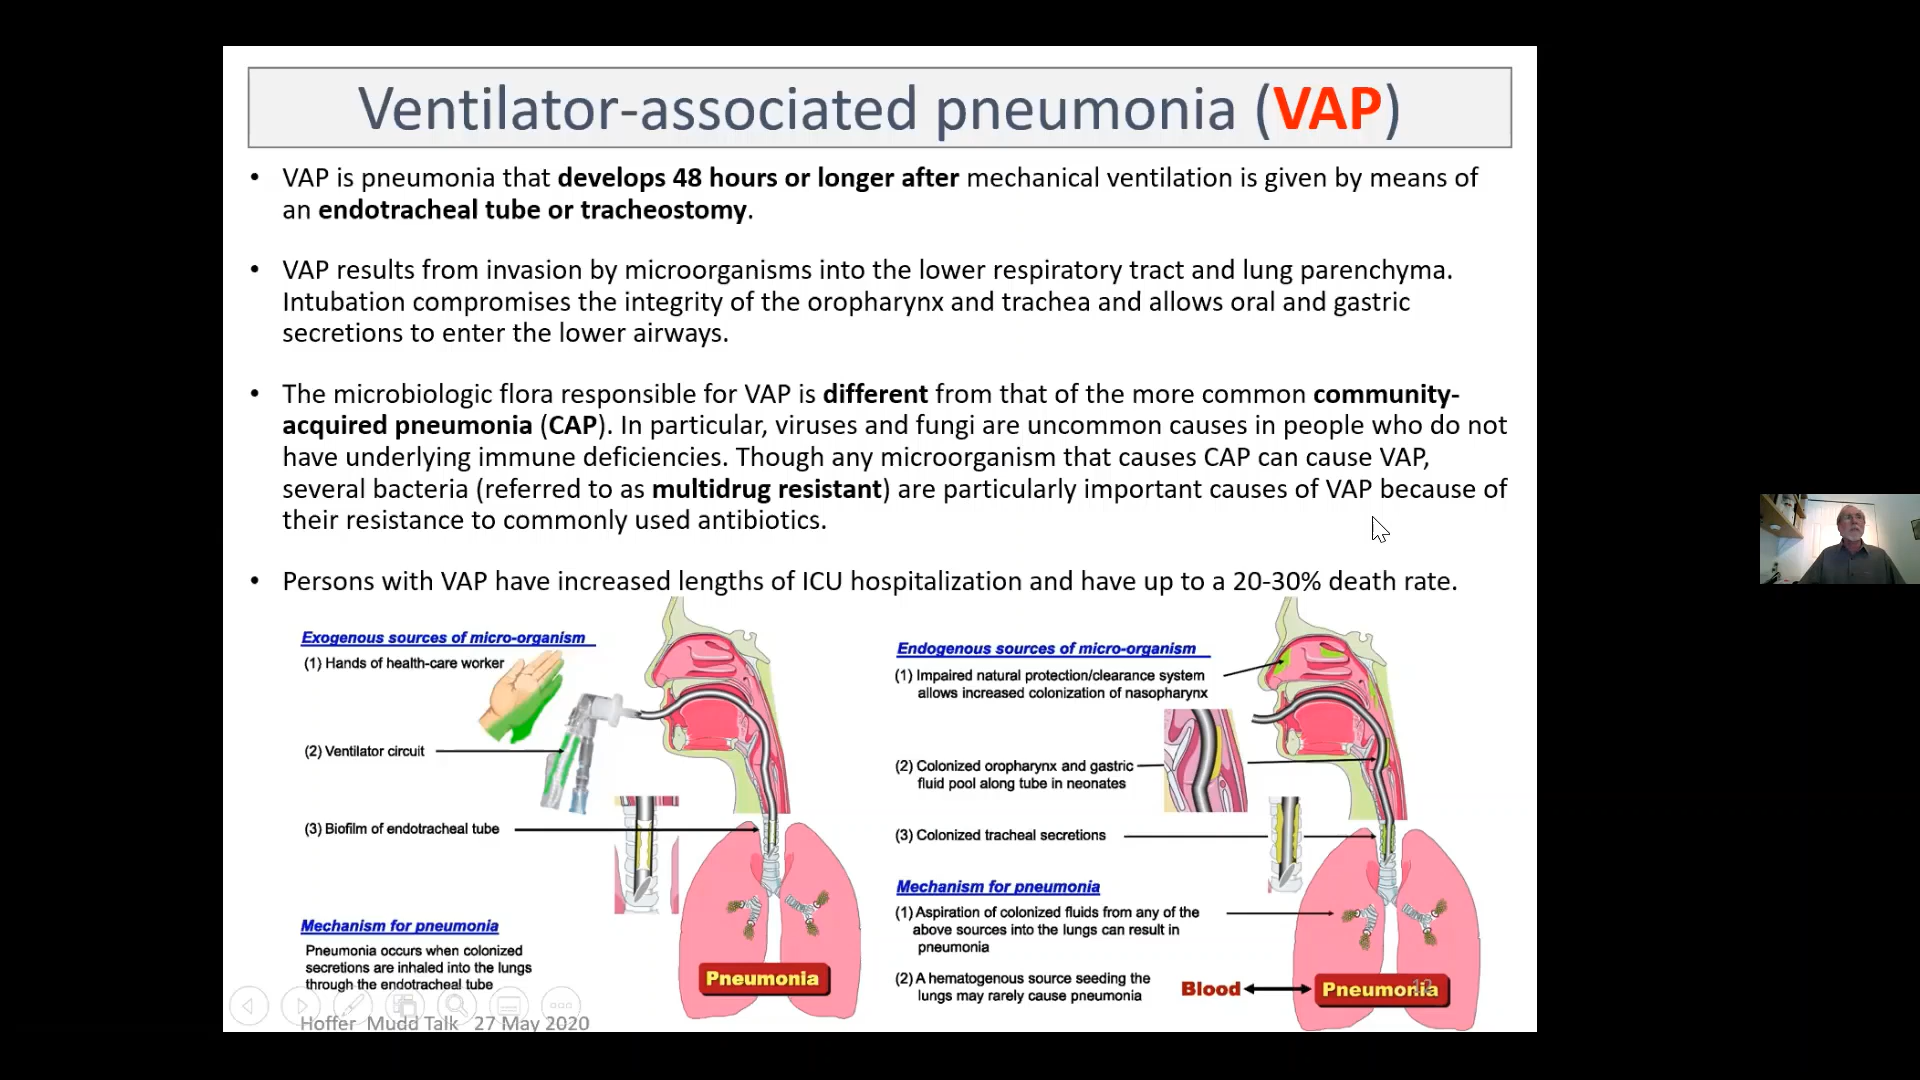 Ventilator-associated pneumonia (VAP)
• VAP is pneumonia that develops 48 hours or longer after mechanical ventilation is given by means of
an endotracheal tube or tracheostomy.
• VAP results from invasion by microorganisms into the lower respiratory tract and lung parenchyma.
Intubation compromises the integrity of the oropharynx and trachea and allows oral and gastric
secretions to enter the lower airways.
• The microbiologic flora responsible for VAP is different from that of the more common community-
acquired pneumonia (CAP). In particular, viruses and fungi are uncommon causes in people who do not
have underlying immune deficiencies. Though any microorganism that causes CAP can cause VAP,
several bacteria (referred to as multidrug resistant) are particularly important causes of VAP because of
their resistance to commonly used antibiotics.
• Persons with VAP have increased lengths of ICU hospitalization and have up to a 20-30% death rate.
Exogenous sources of micro-organism
(1) Hands of health-care worker
(2) Ventilator circuit
(3) Biofilm of endotracheal tube
Mechanism for pneumonia
Pneumonia occurs when colonized
secretions are inhaled into the lungs
through the endotracheal tube
Pneumonia
Endogenous sources of micro-organism
(1) Impaired natural protection/clearance system
allows increased colonization of nasopharynx
(2) Colonized oropharynx and gastric
fluid pool along tube in neonates
(3) Colonized tracheal secretions
Mechanism for pneumonia
(1) Aspiration of colonized fluids from any of the
above sources into the lungs can result in
pneumonia
(2) A hematogenous source seeding the
lungs may rarely cause pneumonia
Blood
Pneumonia
Hoffer Mudd Talk 27 May 2020